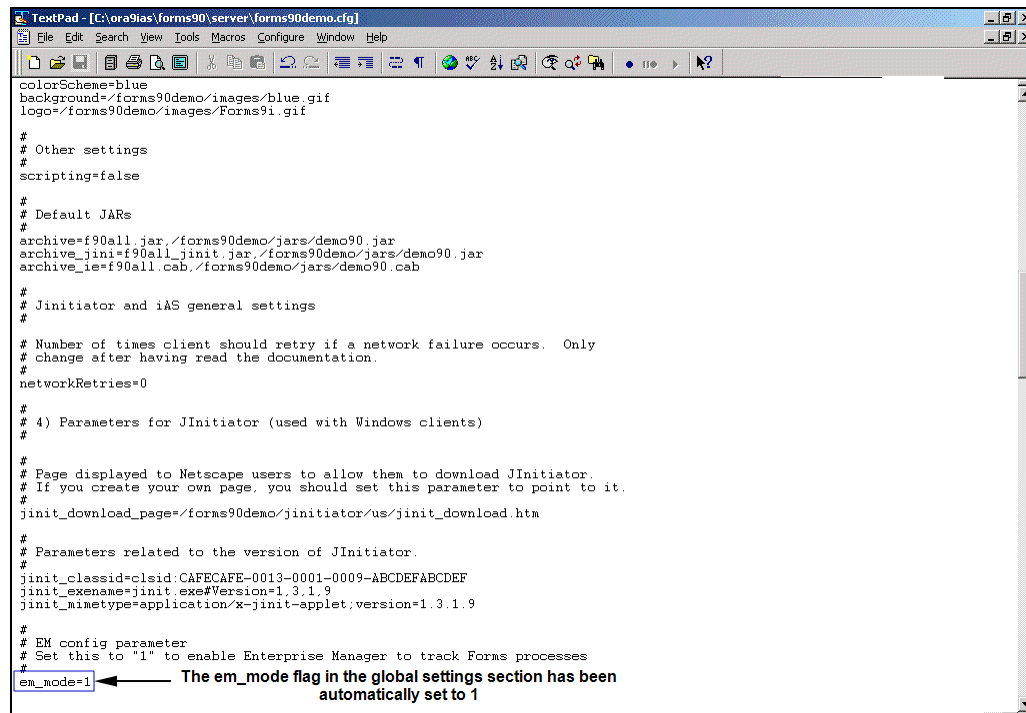 TextPad - [C:\ora9ias\forms90\server\forms90demo.cfg]
File Edit Search View Tools Macros Configure Window Help
colorScheme=blue
background=/forms90demo/images/blue.gif
logo=/forms90demo/images/Forms9i.gif
#
# Other settings
#
scripting=false
#
# Default JARs
#
archive=f90all.jar,/forms90demo/jars/demo90.jar
archive_jini=f90all_jinit.jar,/forms90demo/jars/demo90.jar
archive_ie=f90all.cab,/forms90demo/jars/demo90.cab
#
# Jinitiator and iAS general settings
#
# Number of times client should retry if a network failure occurs.  Only
# change after having read the documentation.
#
networkRetries=0
#
# 4) Parameters for JInitiator (used with Windows clients)
#
#
# Page displayed to Netscape users to allow them to download JInitiator.
# If you create your own page, you should set this parameter to point to it.
#
jinit_download_page=/forms90demo/jinitiator/us/jinit_download.htm
#
# Parameters related to the version of JInitiator.
#
jinit_classid=clsid:CAFECAFE-0013-0001-0009-ABCDEFABCDEF
jinit_exename=jinit.exe#Version=1,3,1,9
jinit_mimetype=application/x-jinit-applet;version=1.3.1.9
#
# EM config parameter
# Set this to "1" to enable Enterprise Manager to track Forms processes
#
em_mode=1
The em_mode flag in the global settings section has been
automatically set to 1